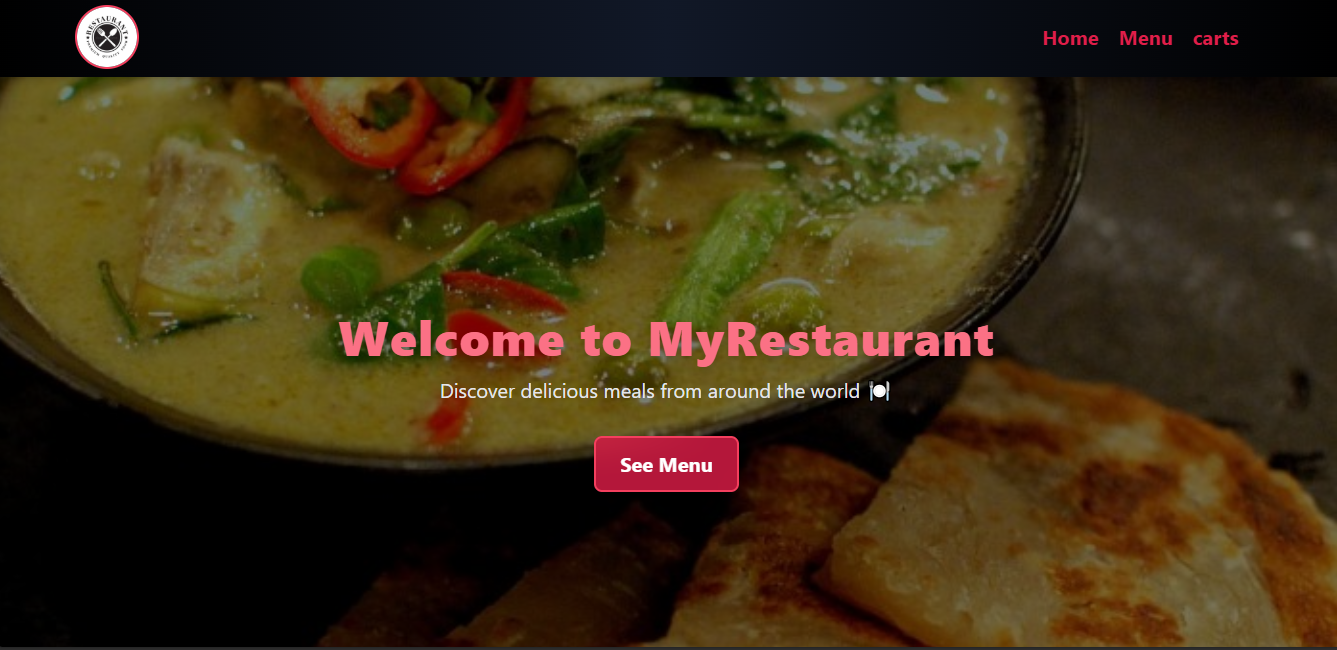 RESTAURANT
Home Menu carts
Welcome to MyRestaurant
Discover delicious meals from around the world 🍽️
See Menu